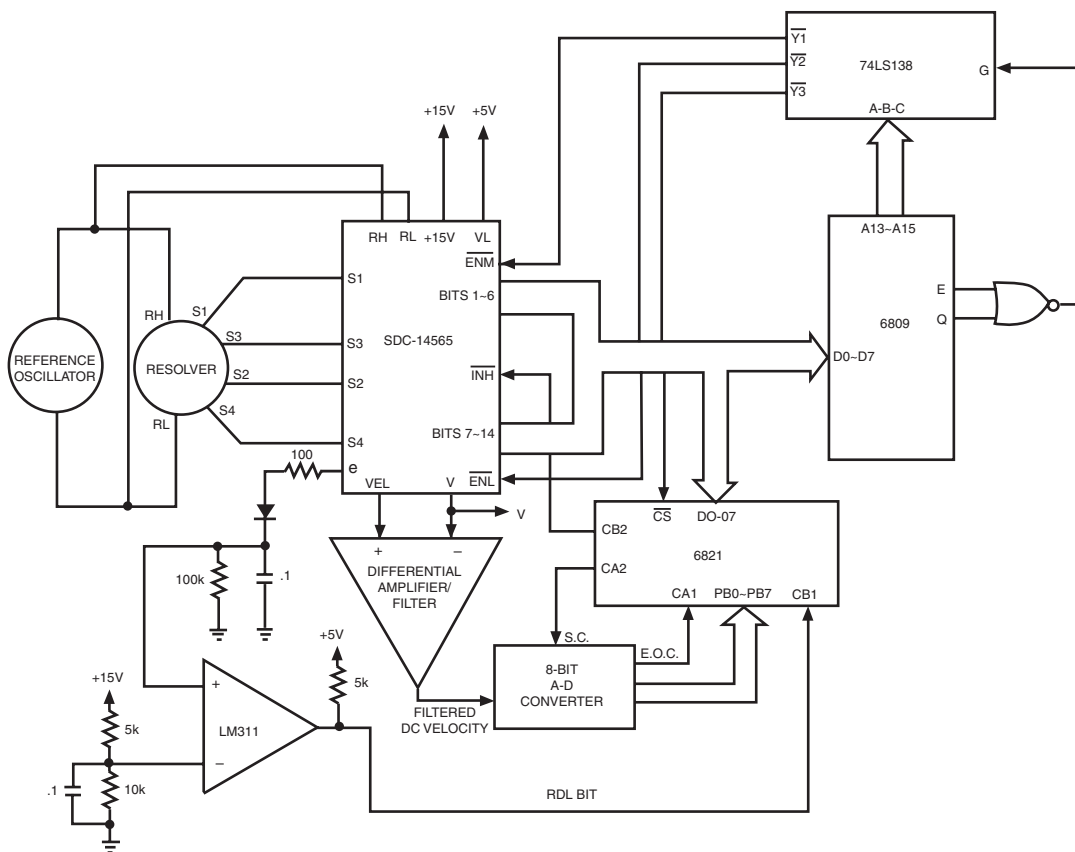 Y1
Y2
Y3
74LS138
G
A-B-C
+15V
+5V
RH
RL
+15V
VL
ENM
BITS 1~6
S1
S3
SDC-14565
S2
INH
BITS 7~14
S4
e
VEL
V
ENL
A13~A15
E
Q
6809
D0~D7
REFERENCE
OSCILLATOR
RH
RESOLVER
RL
S1
S3
S2
S4
100
100k
.1
V
+
–
DIFFERENTIAL
AMPLIFIER/
FILTER
CS
DO-07
CB2
6821
CA2
CA1
PB0~PB7
CB1
S.C.
E.O.C.
8-BIT
A-D
CONVERTER
FILTERED
DC VELOCITY
+5V
5k
+15V
5k
.1
10k
+
LM311
–
RDL BIT